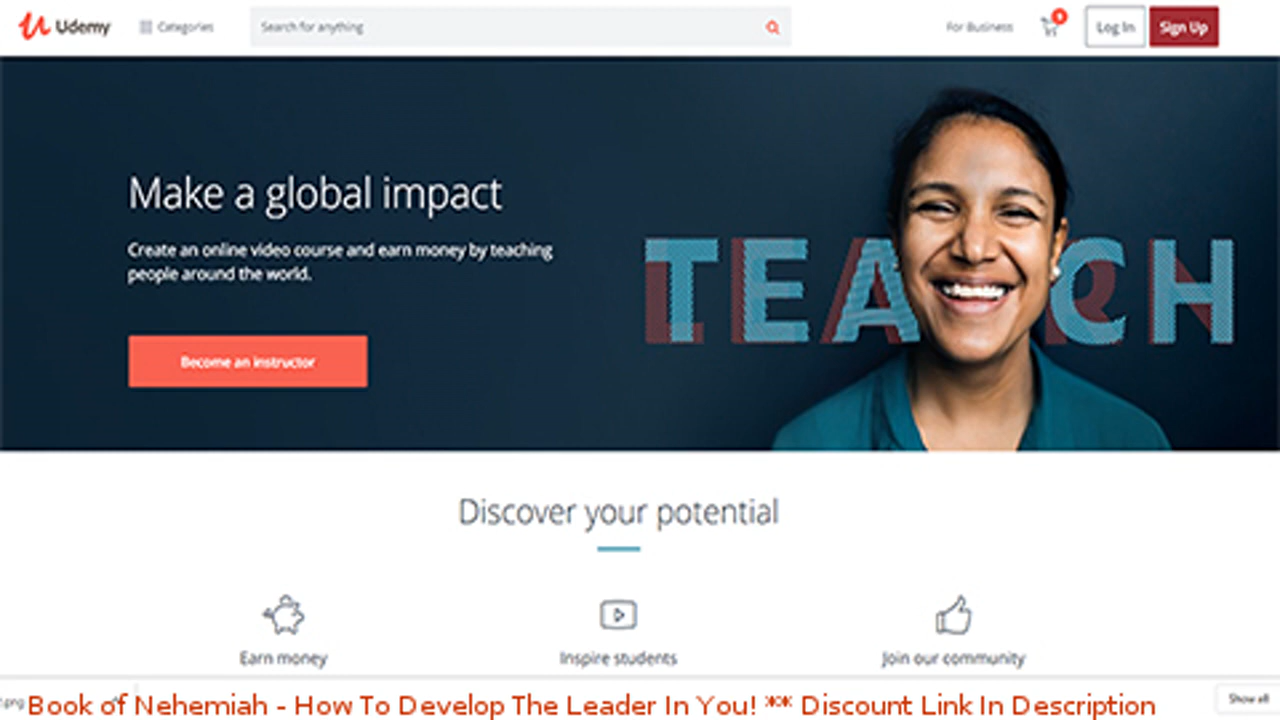 Udemy
Categories
Search for anything
For Business
Log In
Sign Up
Make a global impact
Create an online video course and earn money by teaching
people around the world.
TEACH
Become an instructor
Discover your potential
Earn money
Inspire students
Join our community
.png
Book of Nehemiah - How To Develop The Leader In You! ** Discount Link In Description
Show all